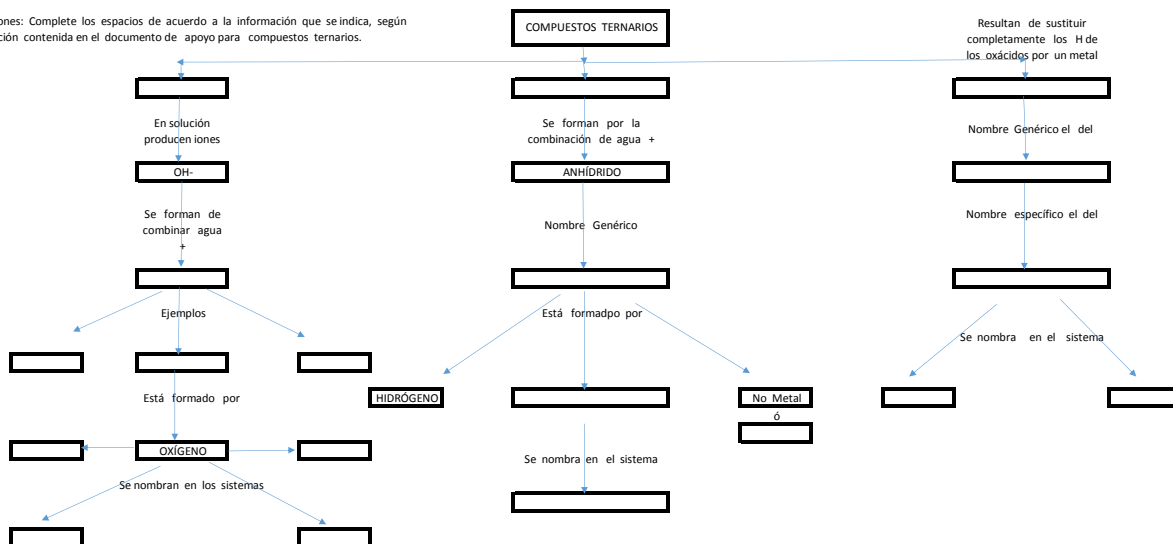 ones: Complete los espacios de acuerdo a la información que se indica, según
ción contenida en el documento de apoyo para compuestos ternarios.
COMPUESTOS TERNARIOS
Resultan de sustituir
completamente los H de
los oxácidos por un metal
En solución
producen iones
OH-
Se forman de
combinar agua
+
Ejemplos
Está formado por
OXÍGENO
Se nombran en los sistemas
Se forman por la
combinación de agua +
ANHÍDRIDO
Nombre Genérico
Está formadpo por
HIDRÓGENO
No Metal
ó
Se nombra en el sistema
Nombre Genérico el del
Nombre específico el del
Se nombra en el sistema